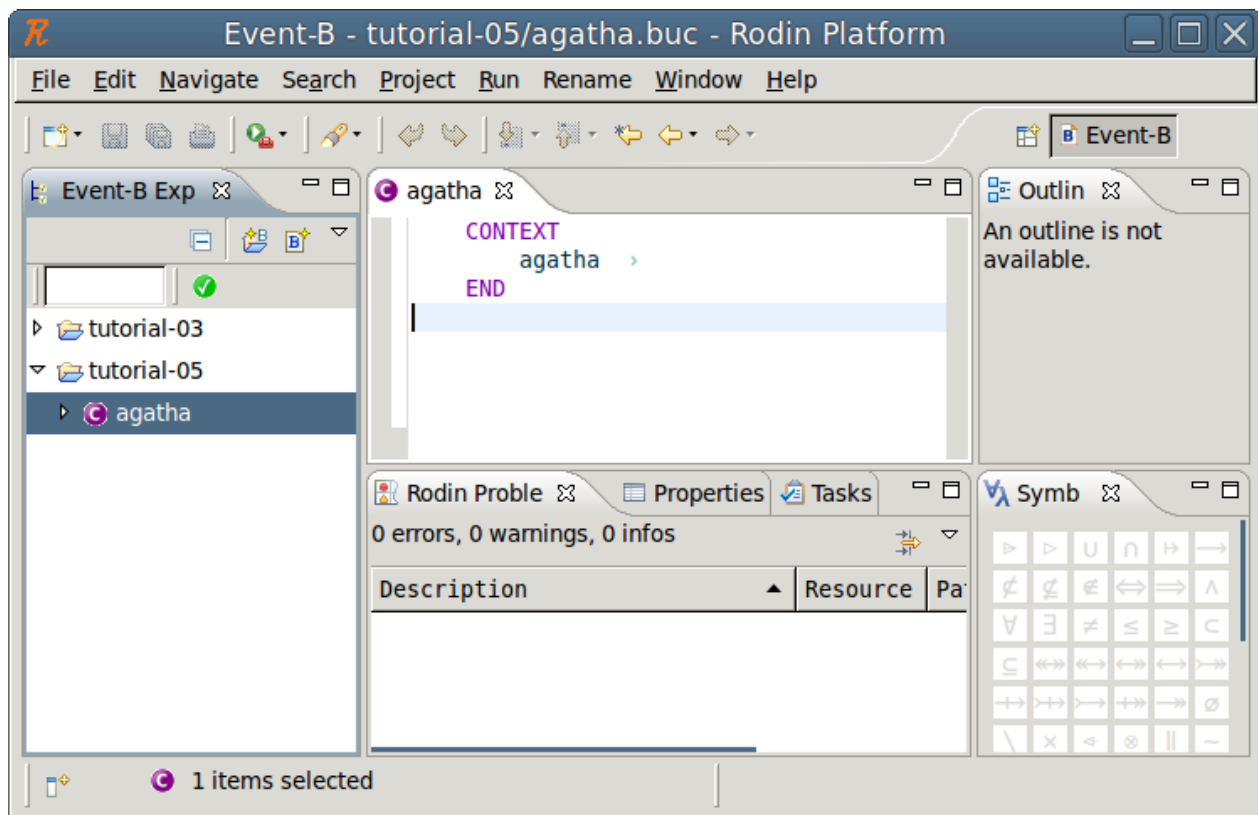 Event-B - tutorial-05/agatha.buc - Rodin Platform
File Edit Navigate Search Project Run Rename Window Help
Event-B
Event-B Exp
agatha
Outlin
CONTEXT
agatha ›
END
An outline is not
available.
tutorial-03
tutorial-05
agatha
Rodin Proble Properties Tasks
Symb
0 errors, 0 warnings, 0 infos
Description Resource Pa
⩥ ▷ ∪ ∩ ↦ →
⊄ ⊈ ∉ ⇔ ⇒ ∧
∀ ∃ ≠ ≤ ≥ ⊂
⊆  ↔ ⤖
⇸ ⤔ ↣ ⤀ ↠ ∅
∖ × ⩤ ⊗ ∥ ∼
1 items selected